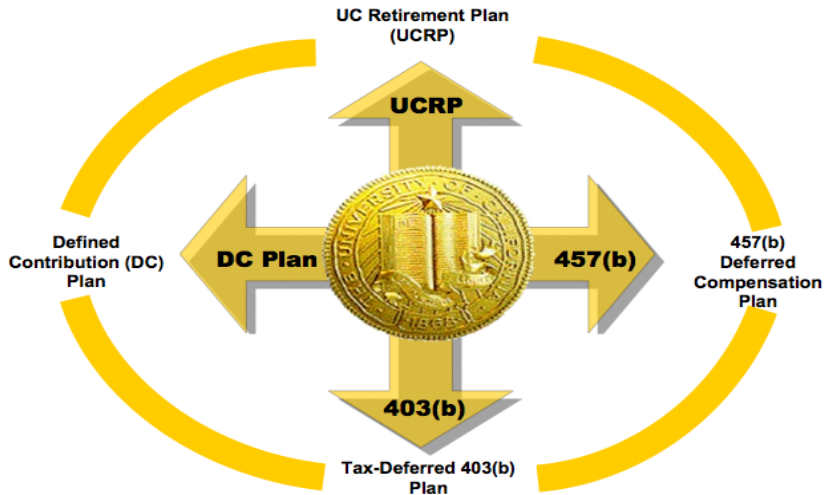 UC Retirement Plan
(UCRP)
UCRP
Defined
Contribution (DC)
Plan
DC Plan
THE UNIVERSITY OF CALIFORNIA
1868
457(b)
457(b)
Deferred
Compensation
Plan
403(b)
Tax-Deferred 403(b)
Plan